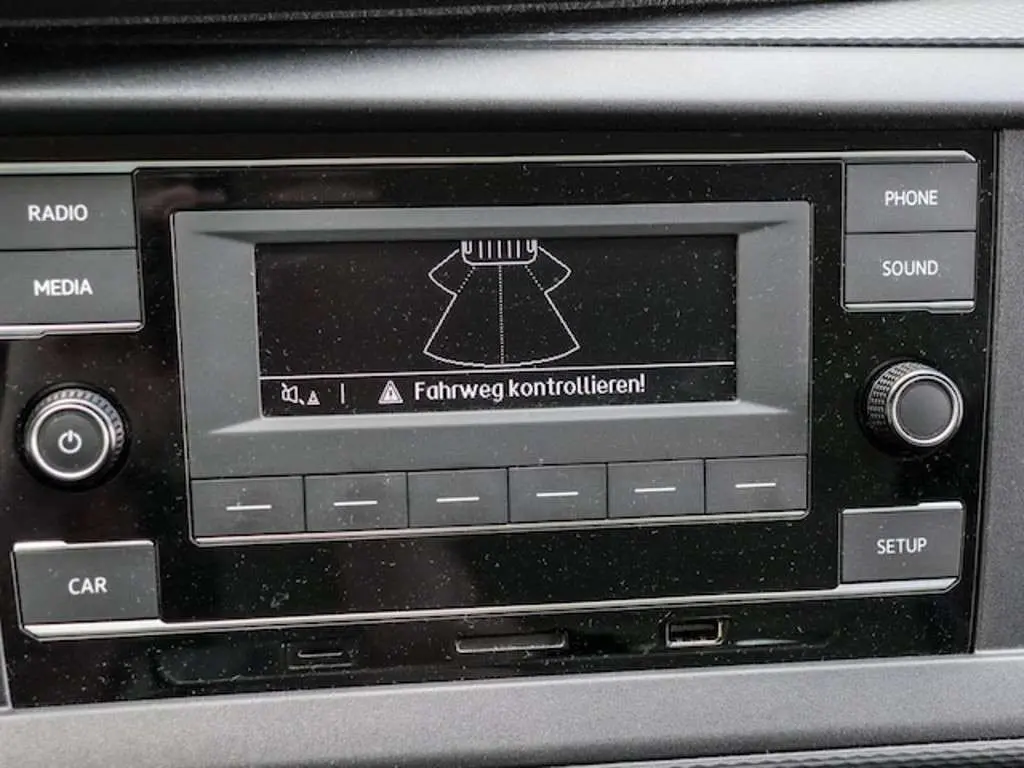 RADIO
MEDIA
PHONE
SOUND
Fahrweg kontrollieren!
CAR
SETUP